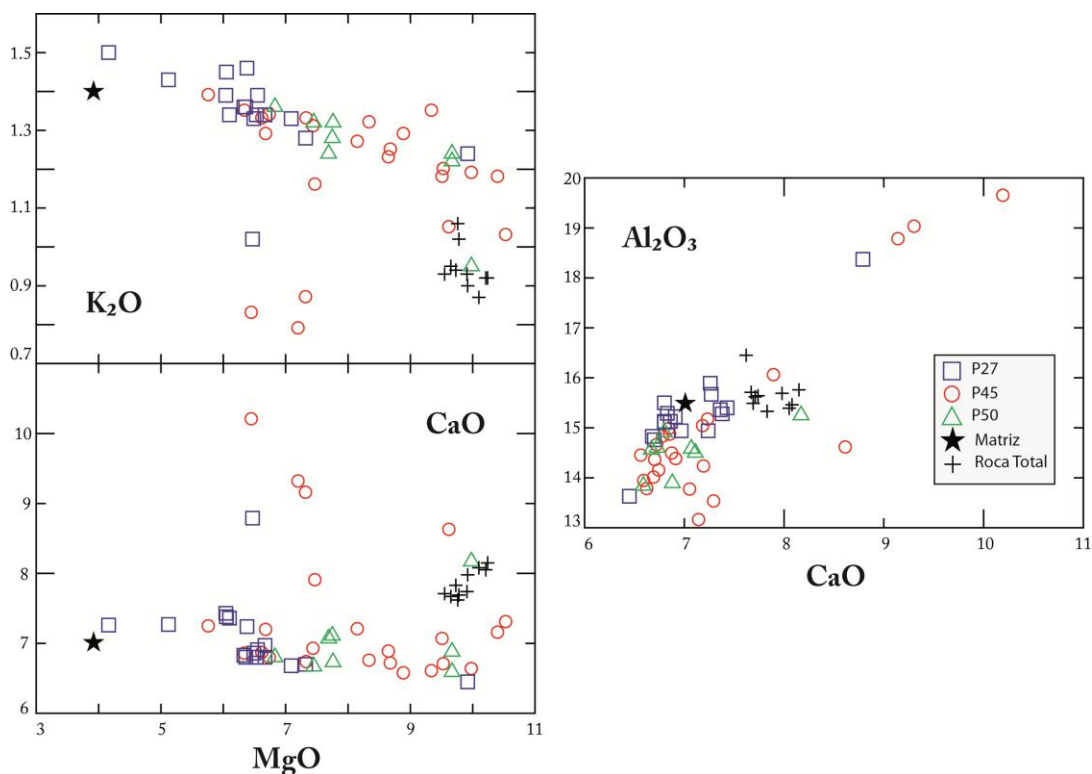 1.5
1.3
1.1
0.9
0.7
K₂O
10
9
8
7
6
CaO
3 5 7 9 11
MgO
20
19
18
17
16
15
14
13
Al₂O₃
P27
P45
P50
Matriz
Roca Total
6 7 8 9 10 11
CaO